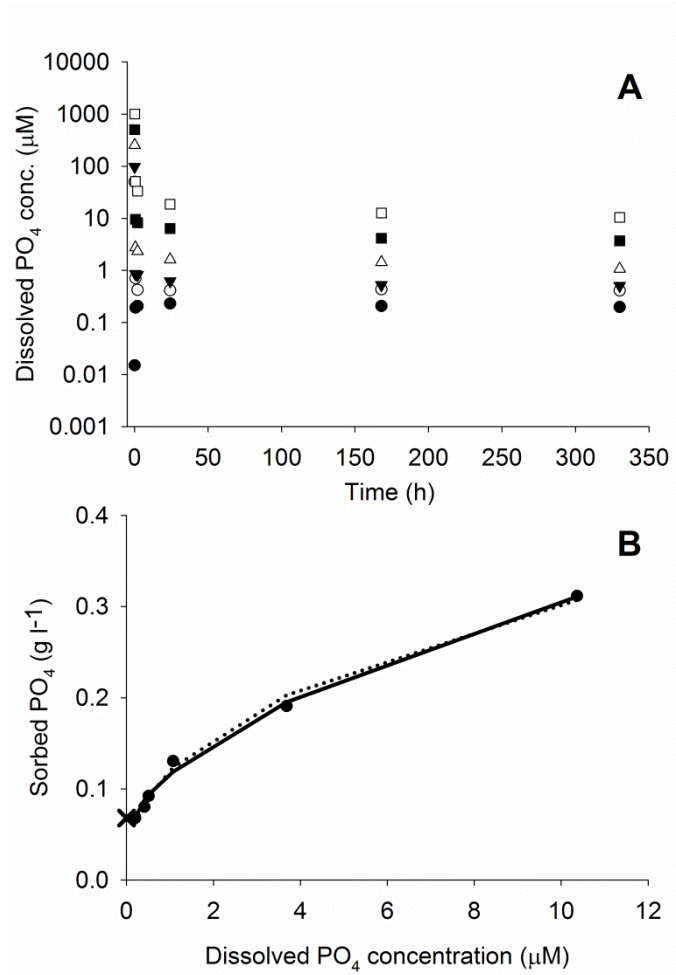 A
Dissolved PO4 conc. (μM)
10000
1000
100
10
1
0.1
0.01
0.001
0 50 100 150 200 250 300 350
Time (h)
B
Sorbed PO4 (g l-1)
0.4
0.3
0.2
0.1
0.0
0 2 4 6 8 10 12
Dissolved PO4 concentration (μM)